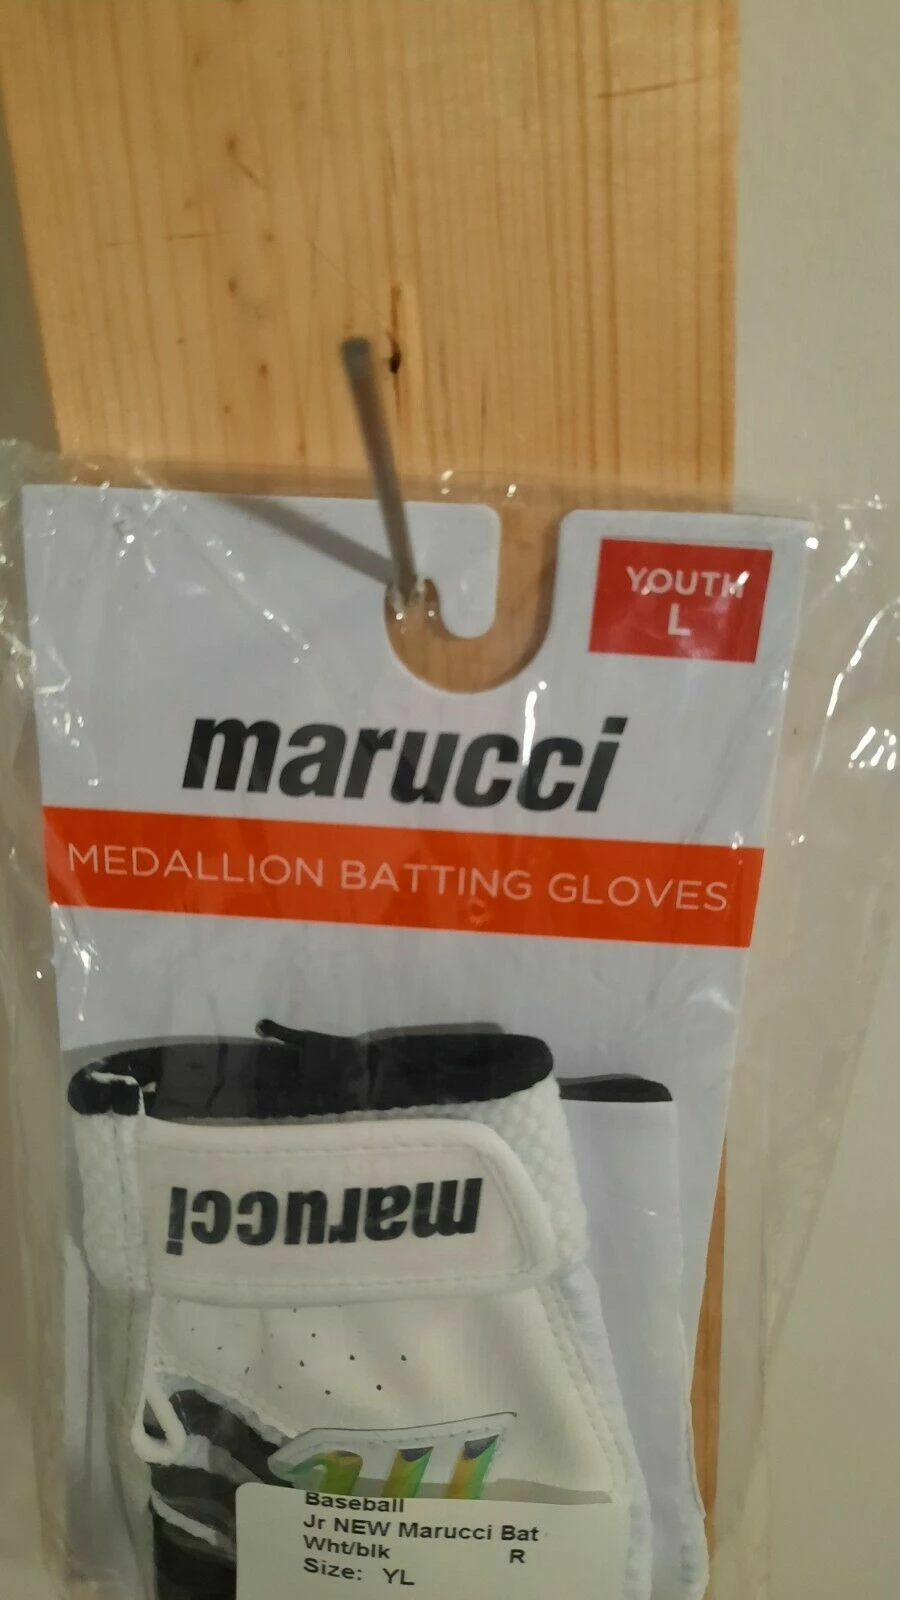 YOUTH
L
marucci
MEDALLION BATTING GLOVES
marucci
Baseball
Jr NEW Marucci Bat
Wht/blk R
Size: YL